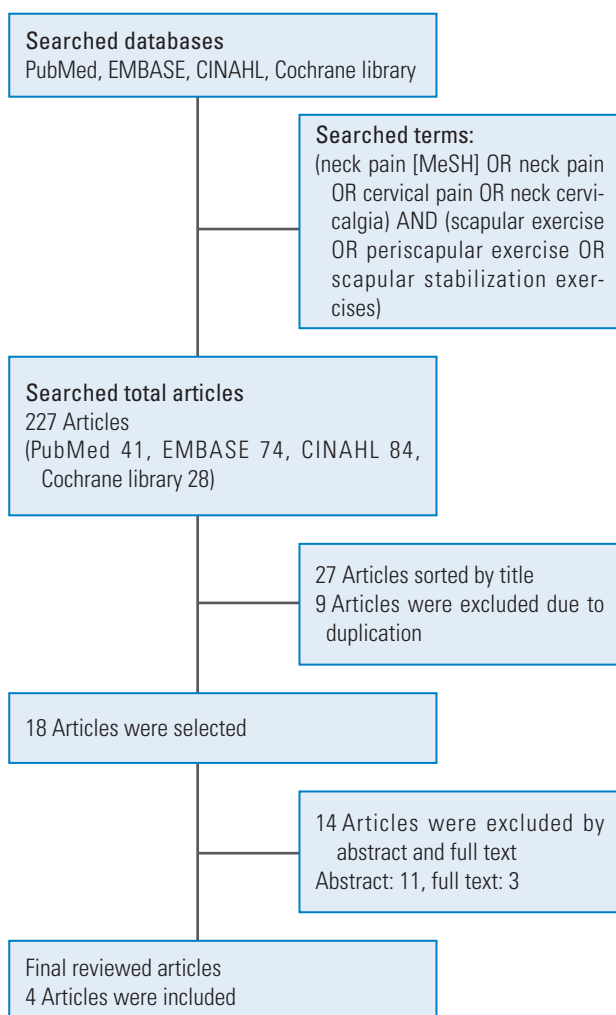 Searched databases
PubMed, EMBASE, CINAHL, Cochrane library
Searched terms:
(neck pain [MeSH] OR neck pain
OR cervical pain OR neck cervi-
calgia) AND (scapular exercise
OR periscapular exercise OR
scapular stabilization exer-
cises)
Searched total articles
227 Articles
(PubMed 41, EMBASE 74, CINAHL 84,
Cochrane library 28)
27 Articles sorted by title
9 Articles were excluded due to
duplication
18 Articles were selected
14 Articles were excluded by
abstract and full text
Abstract: 11, full text: 3
Final reviewed articles
4 Articles were included